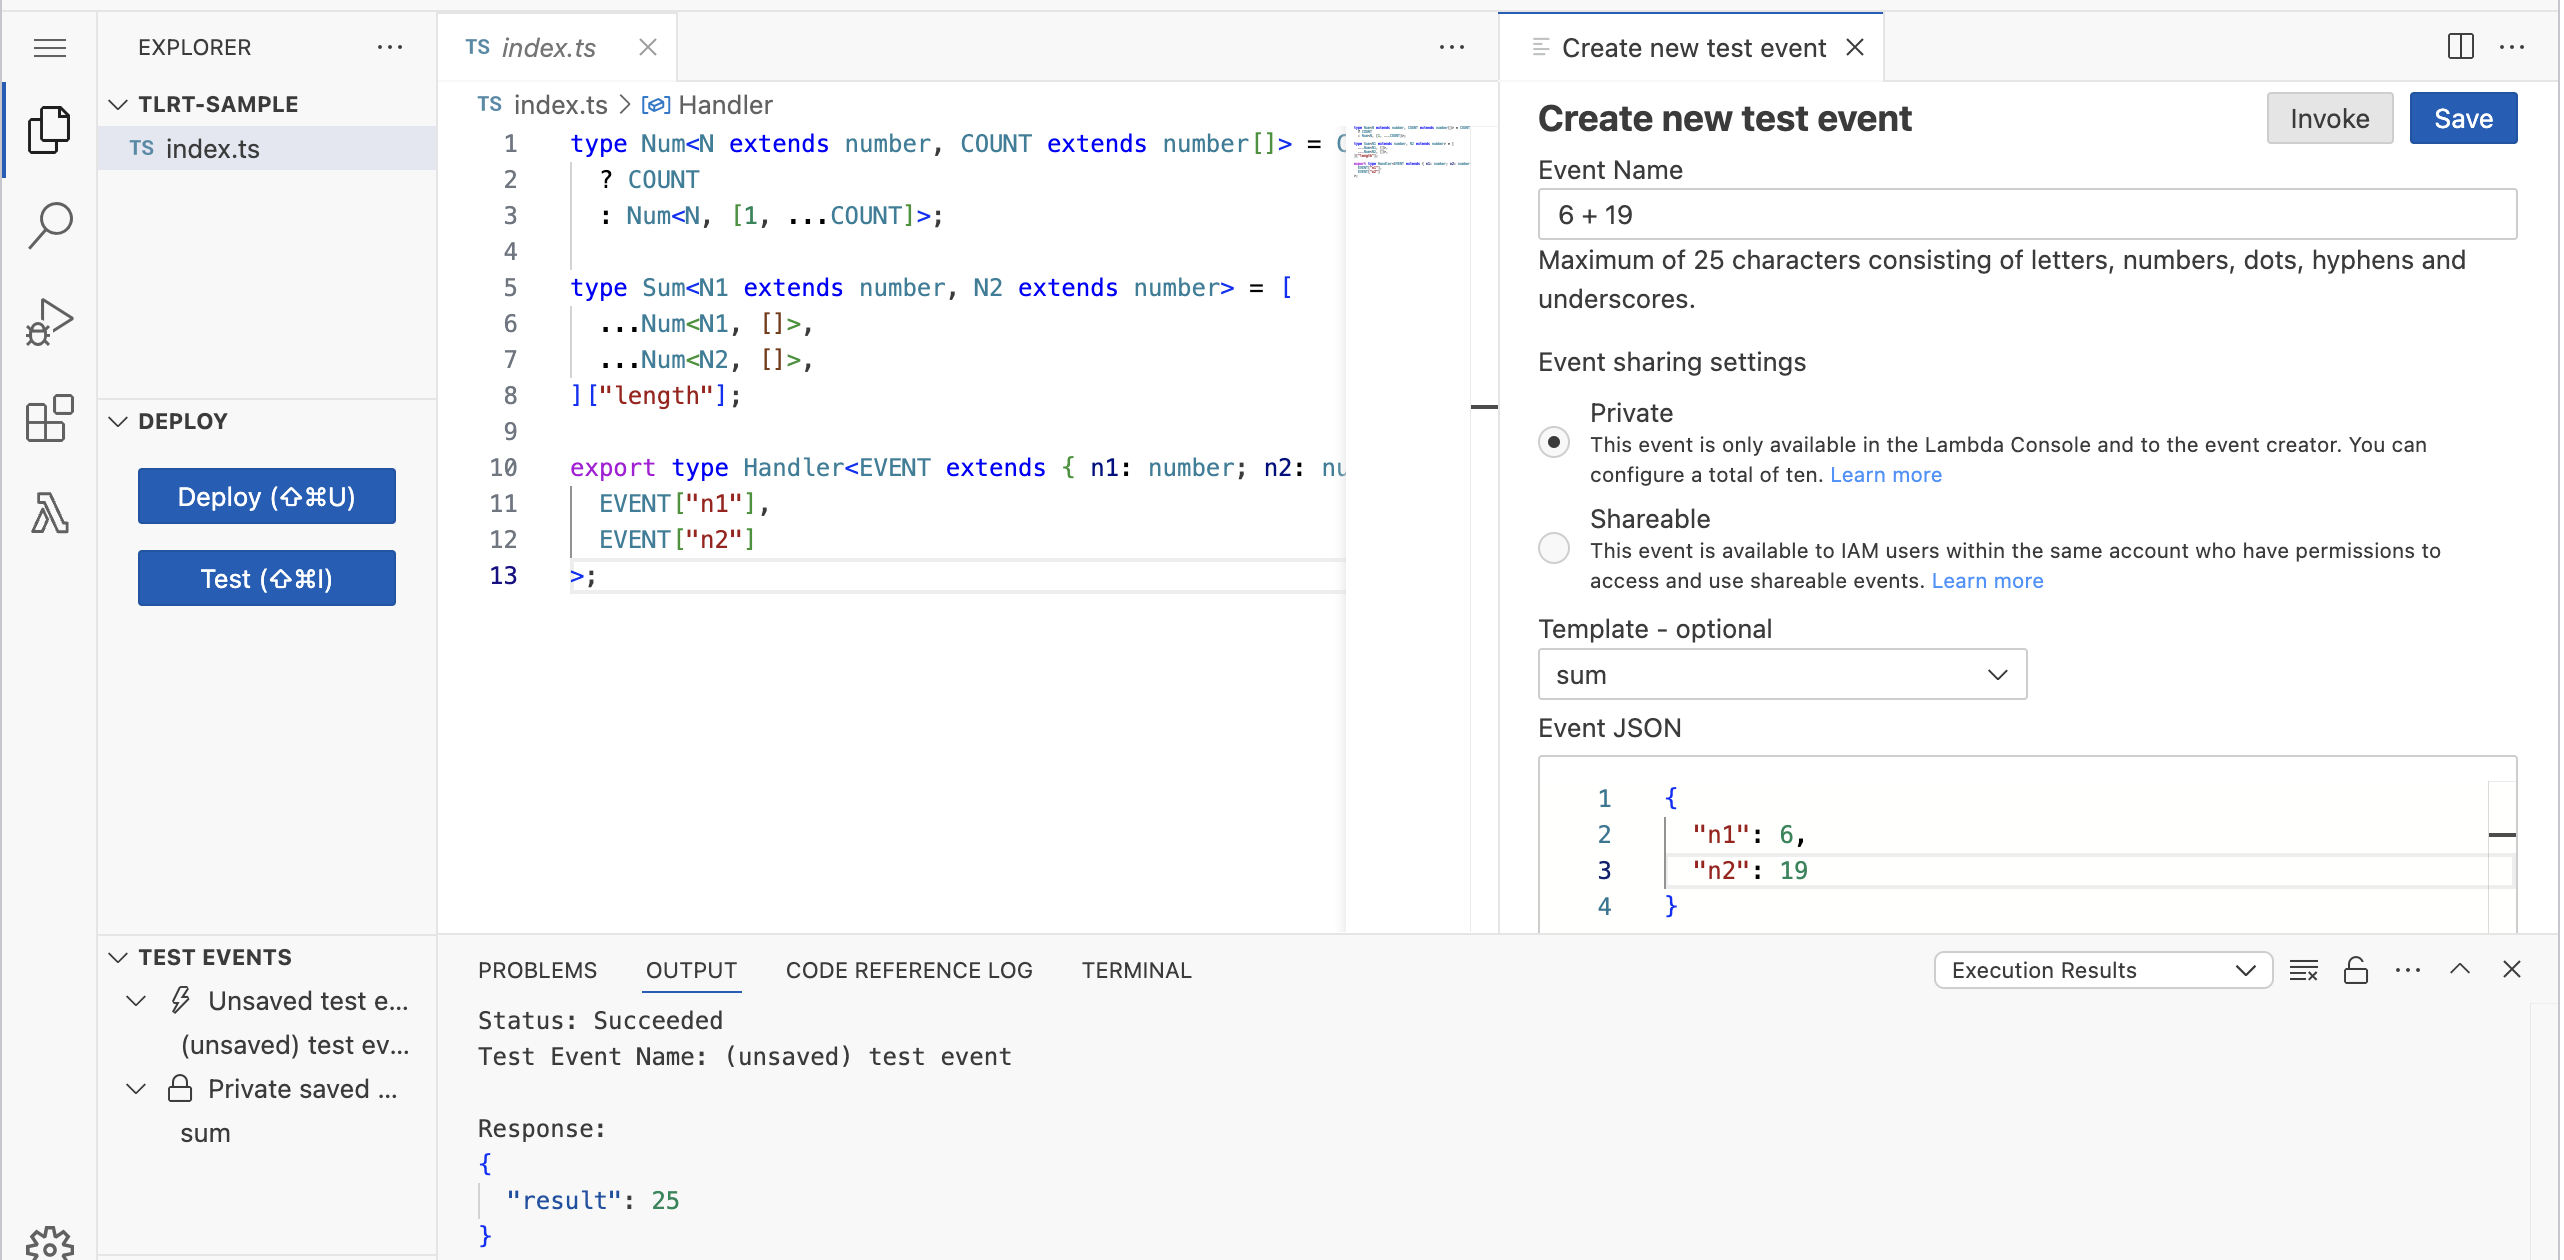 EXPLORER
TLRT-SAMPLE
TS index.ts
DEPLOY
Deploy (⇧⌘U)
Test (⇧⌘I)
TEST EVENTS
Unsaved test e...
(unsaved) test ev...
Private saved ...
sum
TS index.ts
TS index.ts > Handler
1 type Num<N extends number, COUNT extends number[]> =
2 ? COUNT
3 : Num<N, [1, ...COUNT]>;
4
5 type Sum<N1 extends number, N2 extends number> = [
6 ...Num<N1, []>,
7 ...Num<N2, []>,
8 ]["length"];
9
10 export type Handler<EVENT extends { n1: number; n2: nu
11 EVENT["n1"],
12 EVENT["n2"]
13 >;
Create new test event
Create new test event
Invoke
Save
Event Name
6 + 19
Maximum of 25 characters consisting of letters, numbers, dots, hyphens and
underscores.
Event sharing settings
Private
This event is only available in the Lambda Console and to the event creator. You can
configure a total of ten. Learn more
Shareable
This event is available to IAM users within the same account who have permissions to
access and use shareable events. Learn more
Template - optional
sum
Event JSON
1 {
2 "n1": 6,
3 "n2": 19
4 }
PROBLEMS OUTPUT CODE REFERENCE LOG TERMINAL
Execution Results
Status: Succeeded
Test Event Name: (unsaved) test event
Response:
{
"result": 25
}